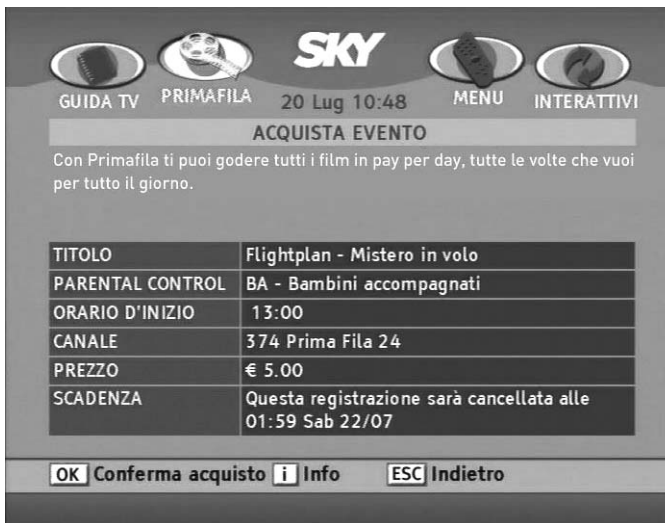 SKY
GUIDA TV PRIMAFILA 20 Lug 10:48 MENU INTERATTIVI
ACQUISTA EVENTO
Con Primafila ti puoi godere tutti i film in pay per day, tutte le volte che vuoi
per tutto il giorno.
TITOLO Flightplan - Mistero in volo
PARENTAL CONTROL BA - Bambini accompagnati
ORARIO D'INIZIO 13:00
CANALE 374 Prima Fila 24
PREZZO € 5.00
SCADENZA Questa registrazione sarà cancellata alle
01:59 Sab 22/07
OK Conferma acquisto i Info ESC Indietro